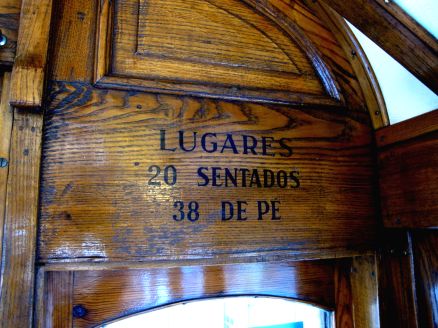 LUGARES
20 SENTADOS
38 DE PÉ